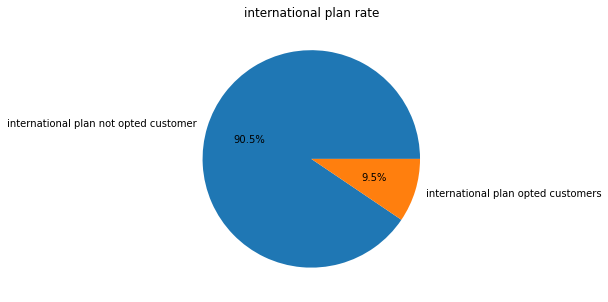 international plan rate
international plan not opted customer
90.5%
9.5%
international plan opted customers